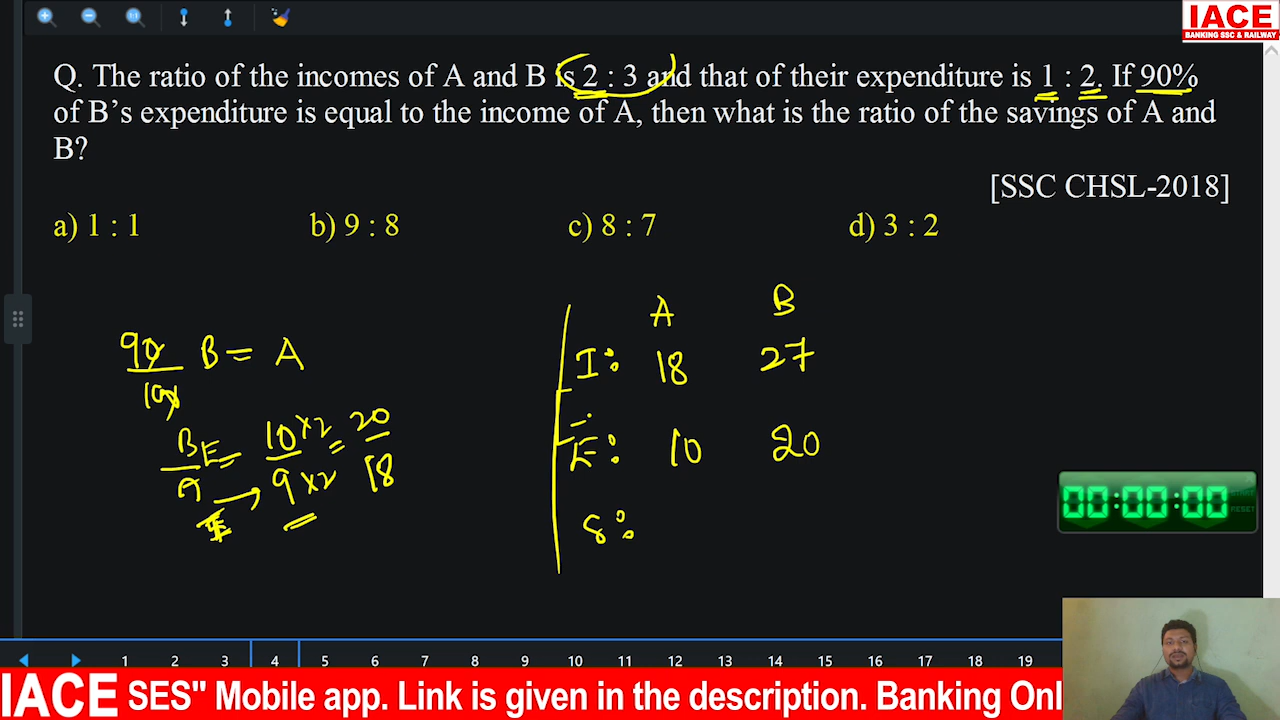 IACE
BANKING SSC & RAILWAY
Q. The ratio of the incomes of A and B is 2 : 3 and that of their expenditure is 1 : 2. If 90%
of B’s expenditure is equal to the income of A, then what is the ratio of the savings of A and
B?
[SSC CHSL-2018]
a) 1 : 1 b) 9 : 8 c) 8 : 7 d) 3 : 2
A B
90/100 B = A
I: 18 27
BE/A I = 10×2/9×2 = 20/18
E: 10 20
S:
00:00:00
RESET
1 2 3 4 5 6 7 8 9 10 11 12 13 14 15 16 17 18 19
IACE SES" Mobile app. Link is given in the description. Banking Onl